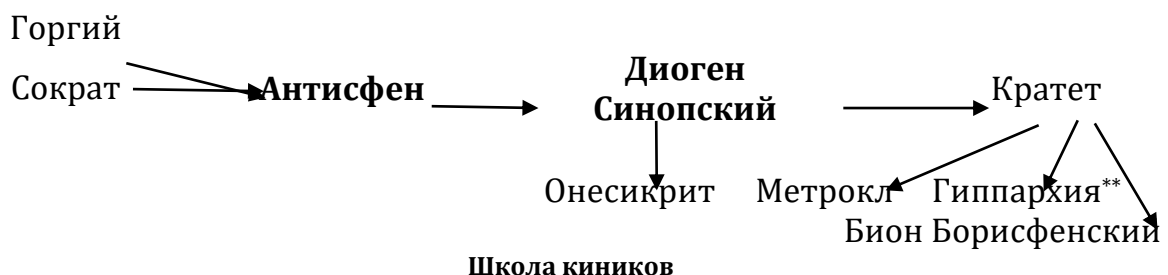 Горгий
Сократ
Антисфен
Диоген
Синопский
Кратет
Онесикрит
Метрокл
Гиппархия**
Бион Борисфенский
Школа киников